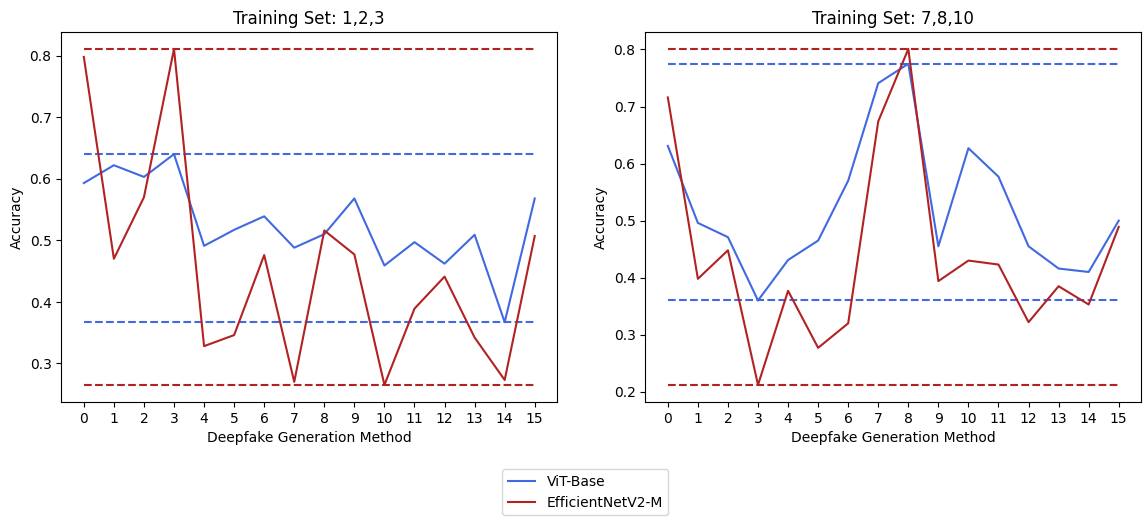 Training Set: 1,2,3
Accuracy
0.8
0.7
0.6
0.5
0.4
0.3
0 1 2 3 4 5 6 7 8 9 10 11 12 13 14 15
Deepfake Generation Method
Training Set: 7,8,10
Accuracy
0.8
0.7
0.6
0.5
0.4
0.3
0.2
0 1 2 3 4 5 6 7 8 9 10 11 12 13 14 15
Deepfake Generation Method
ViT-Base
EfficientNetV2-M